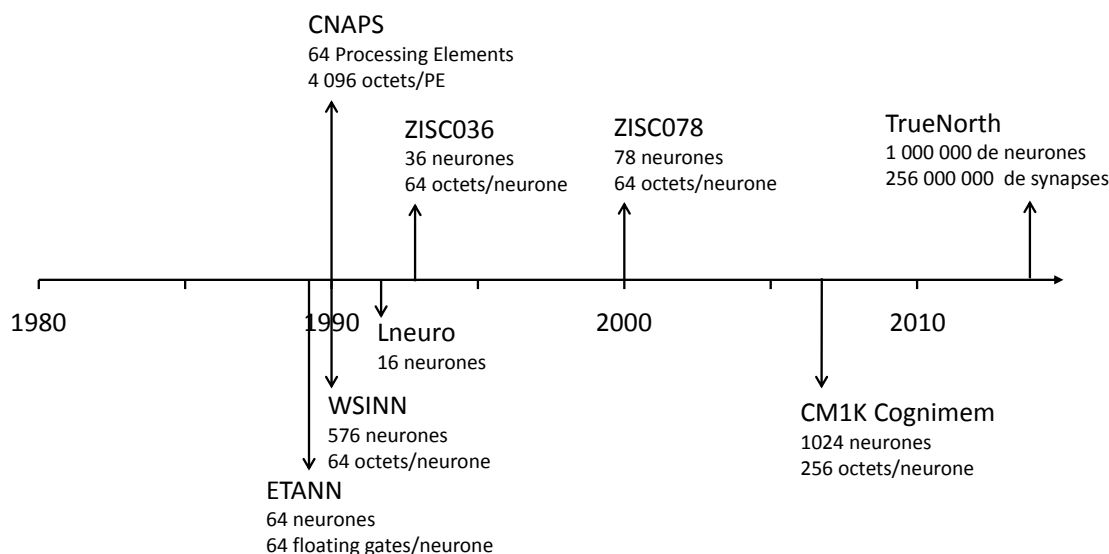 CNAPS
64 Processing Elements
4 096 octets/PE
ZISC036
36 neurones
64 octets/neurone
ZISC078
78 neurones
64 octets/neurone
TrueNorth
1 000 000 de neurones
256 000 000 de synapses
1980
1990
2000
2010
Lneuro
16 neurones
WSINN
576 neurones
64 octets/neurone
CM1K Cognimem
1024 neurones
256 octets/neurone
ETANN
64 neurones
64 floating gates/neurone